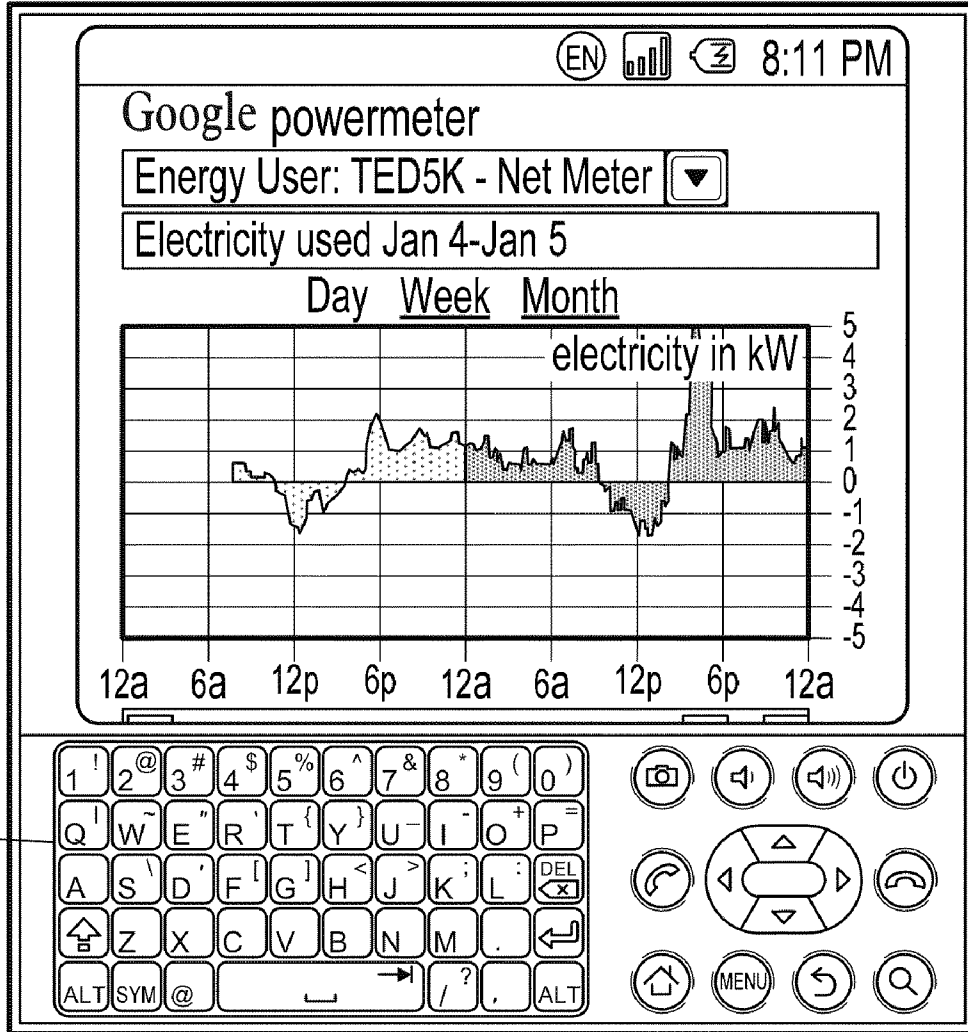 EN 8:11 PM
Google powermeter
Energy User: TED5K - Net Meter
Electricity used Jan 4-Jan 5
Day Week Month
electricity in kW
5
4
3
2
1
0
-1
-2
-3
-4
-5
12a 6a 12p 6p 12a 6a 12p 6p 12a
1 ! 2 @ 3 # 4 $ 5 % 6 ^ 7 & 8 * 9 ( 0 )
Q | W ~ E " R ` T { Y } U _ I - O + P =
A S \ D ' F [ G ] H < J > K ; L : DEL
Z X C V B N M .
ALT SYM @ / ? , ALT
MENU